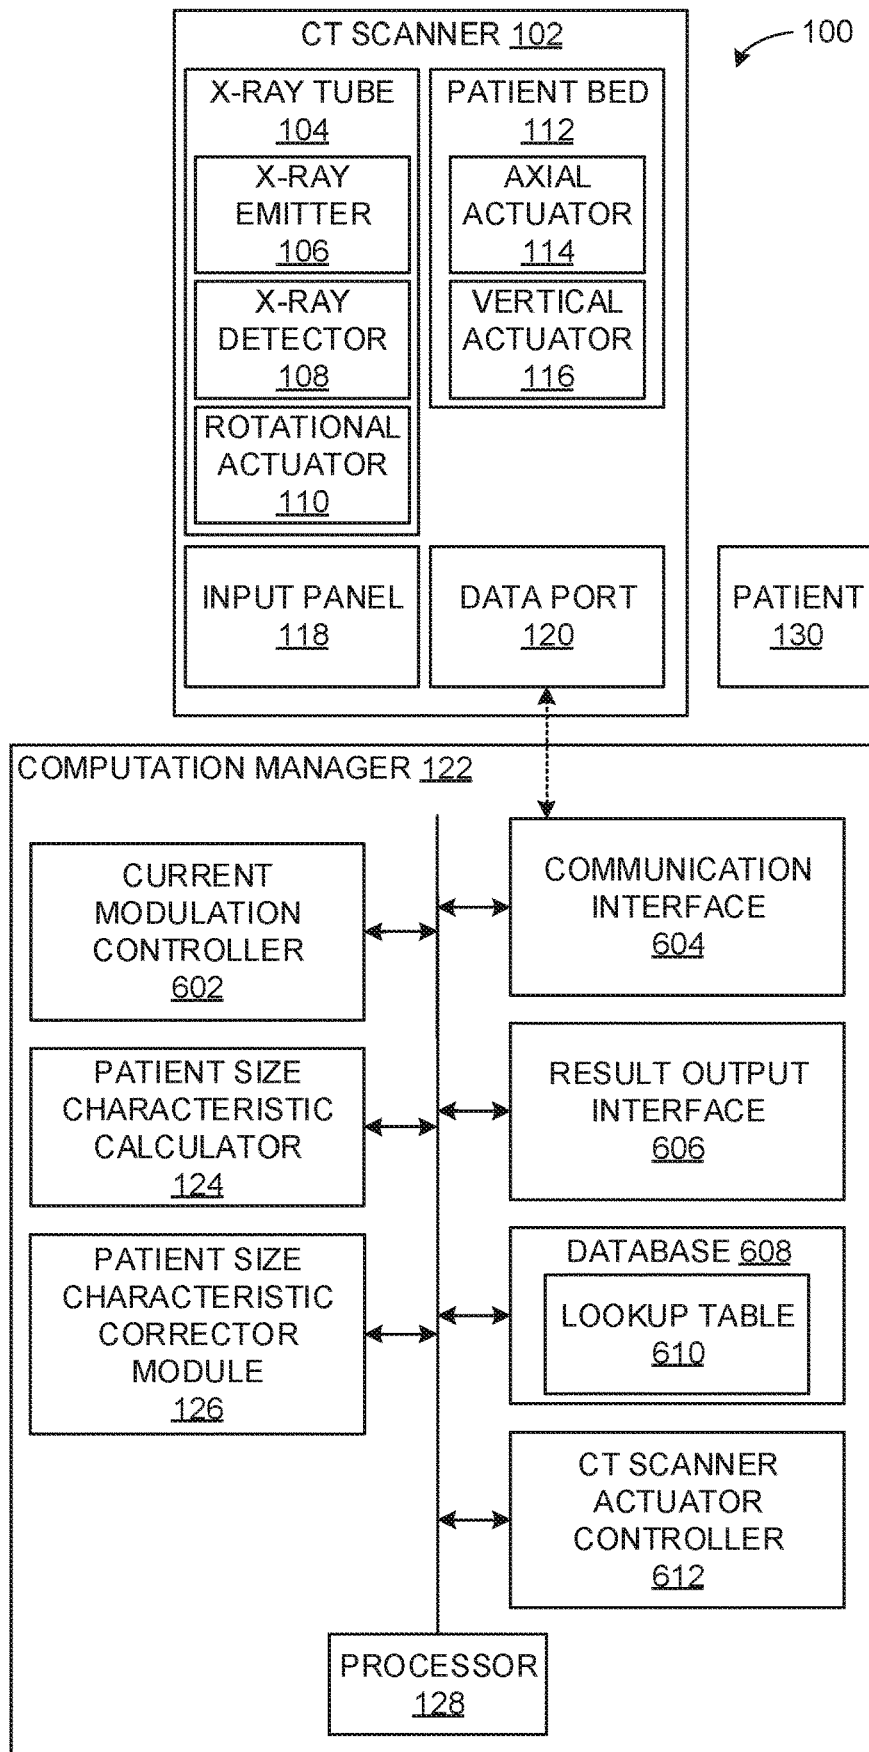 CT SCANNER 102
100
X-RAY TUBE
104
X-RAY
EMITTER
106
X-RAY
DETECTOR
108
ROTATIONAL
ACTUATOR
110
PATIENT BED
112
AXIAL
ACTUATOR
114
VERTICAL
ACTUATOR
116
INPUT PANEL
118
DATA PORT
120
PATIENT
130
COMPUTATION MANAGER 122
CURRENT
MODULATION
CONTROLLER
602
PATIENT SIZE
CHARACTERISTIC
CALCULATOR
124
PATIENT SIZE
CHARACTERISTIC
CORRECTOR
MODULE
126
COMMUNICATION
INTERFACE
604
RESULT OUTPUT
INTERFACE
606
DATABASE 608
LOOKUP TABLE
610
CT SCANNER
ACTUATOR
CONTROLLER
612
PROCESSOR
128